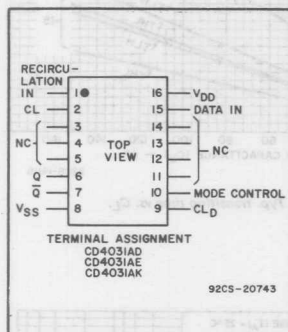 RECIRCU-
LATION
IN 1 16 VDD
CL 2 15 DATA IN
3 14
NC 4 TOP 13 NC
5 VIEW 12
Q 6 11
Q̅ 7 10 MODE CONTROL
VSS 8 9 CLD
TERMINAL ASSIGNMENT
CD4031AD
CD4031AE
CD4031AK
92CS-20743